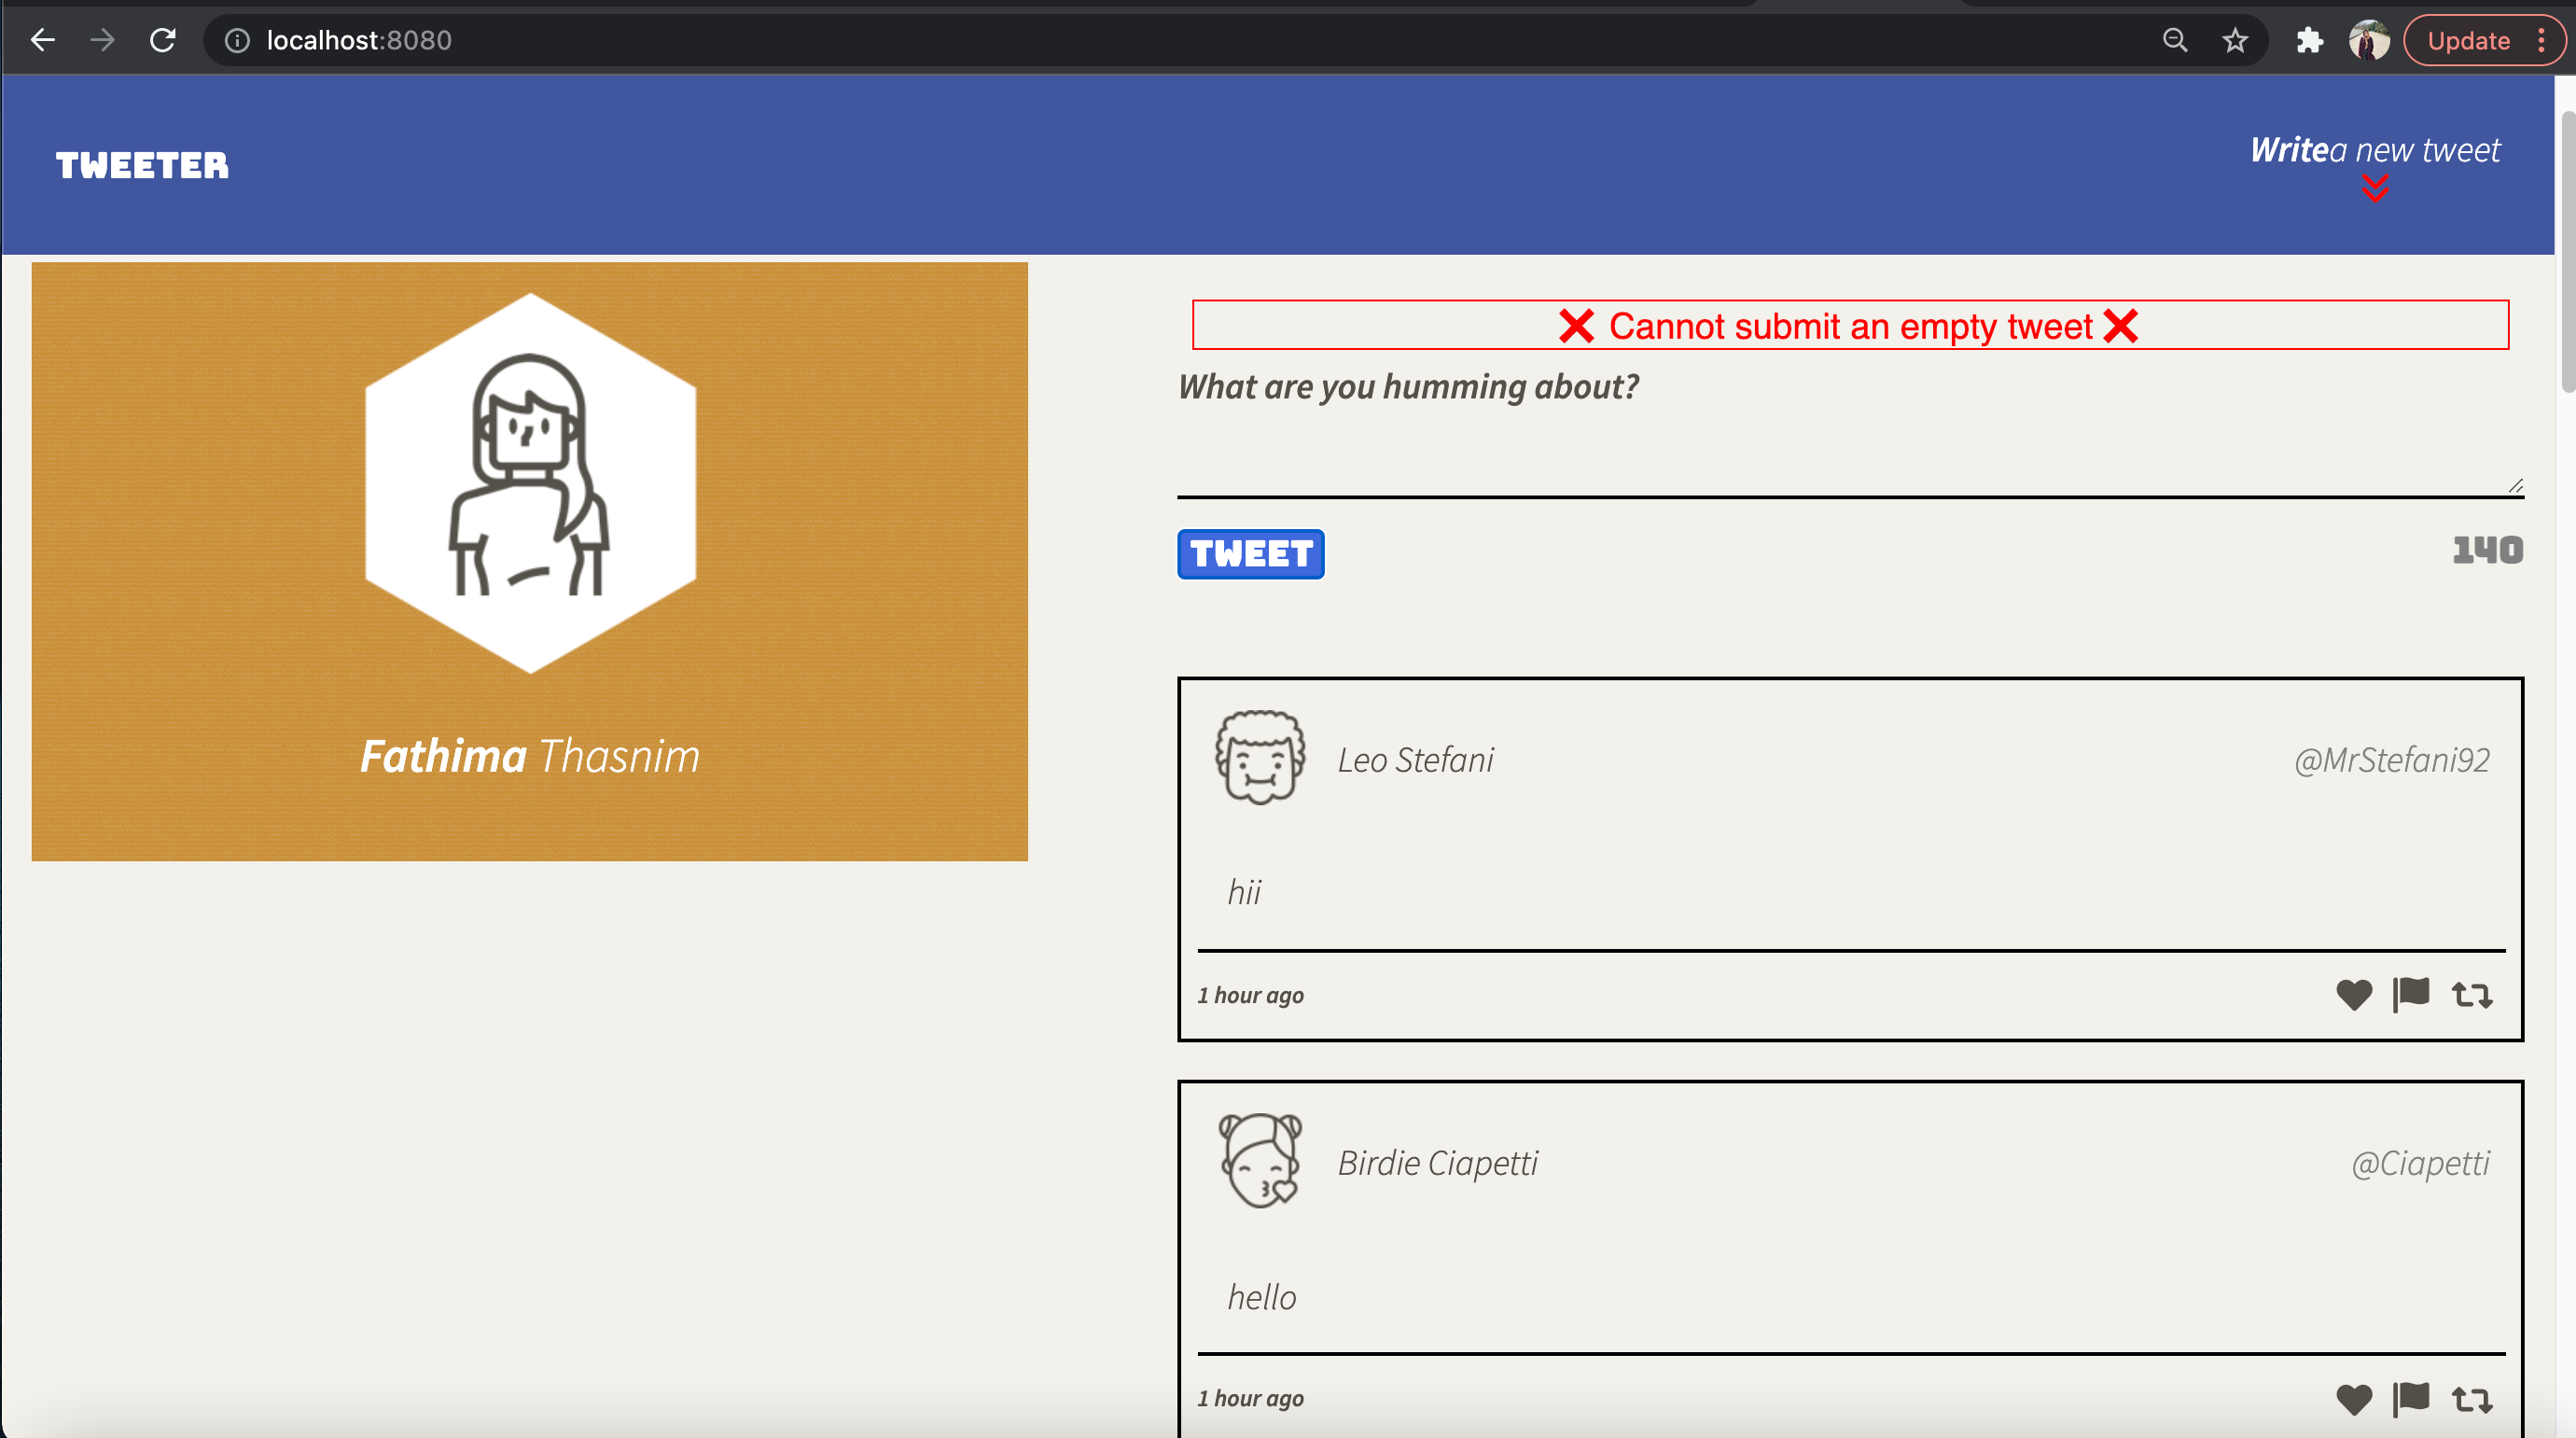 localhost:8080
Update
TWEETER
Writea new tweet
❌ Cannot submit an empty tweet ❌
What are you humming about?
TWEET
140
Fathima Thasnim
Leo Stefani
@MrStefani92
hii
1 hour ago
Birdie Ciapetti
@Ciapetti
hello
1 hour ago